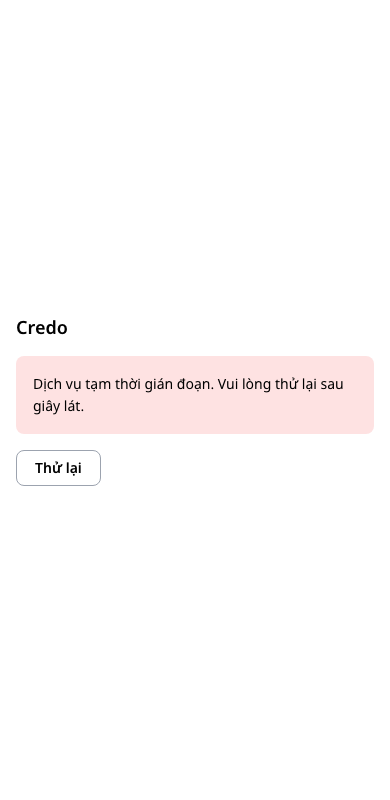 Credo
Dịch vụ tạm thời gián đoạn. Vui lòng thử lại sau
giây lát.
Thử lại